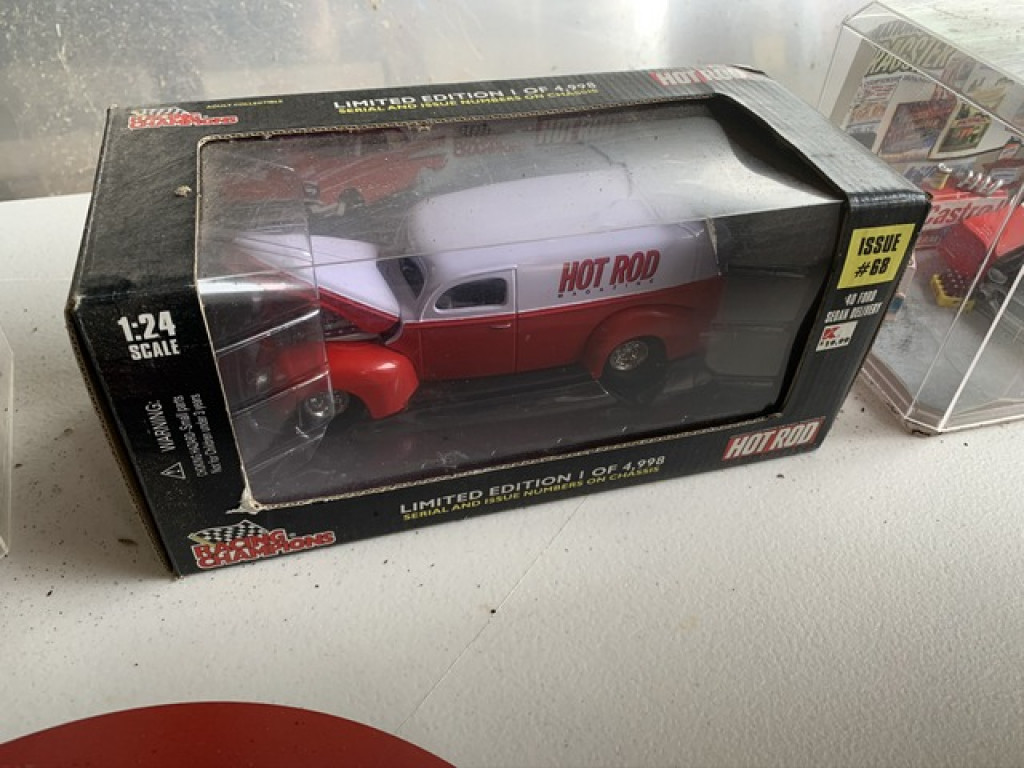 RACING
CHAMPIONS
ADULT COLLECTIBLE
LIMITED EDITION 1 OF 4,998
SERIAL AND ISSUE NUMBERS ON CHASSIS
HOT ROD
HOT ROD
ISSUE
#68
'40 FORD
SEDAN DELIVERY
K
1:24
SCALE
WARNING:
LIMITED EDITION 1 OF 4,998
SERIAL AND ISSUE NUMBERS ON CHASSIS
HOT ROD
RACING
CHAMPIONS
Castrol